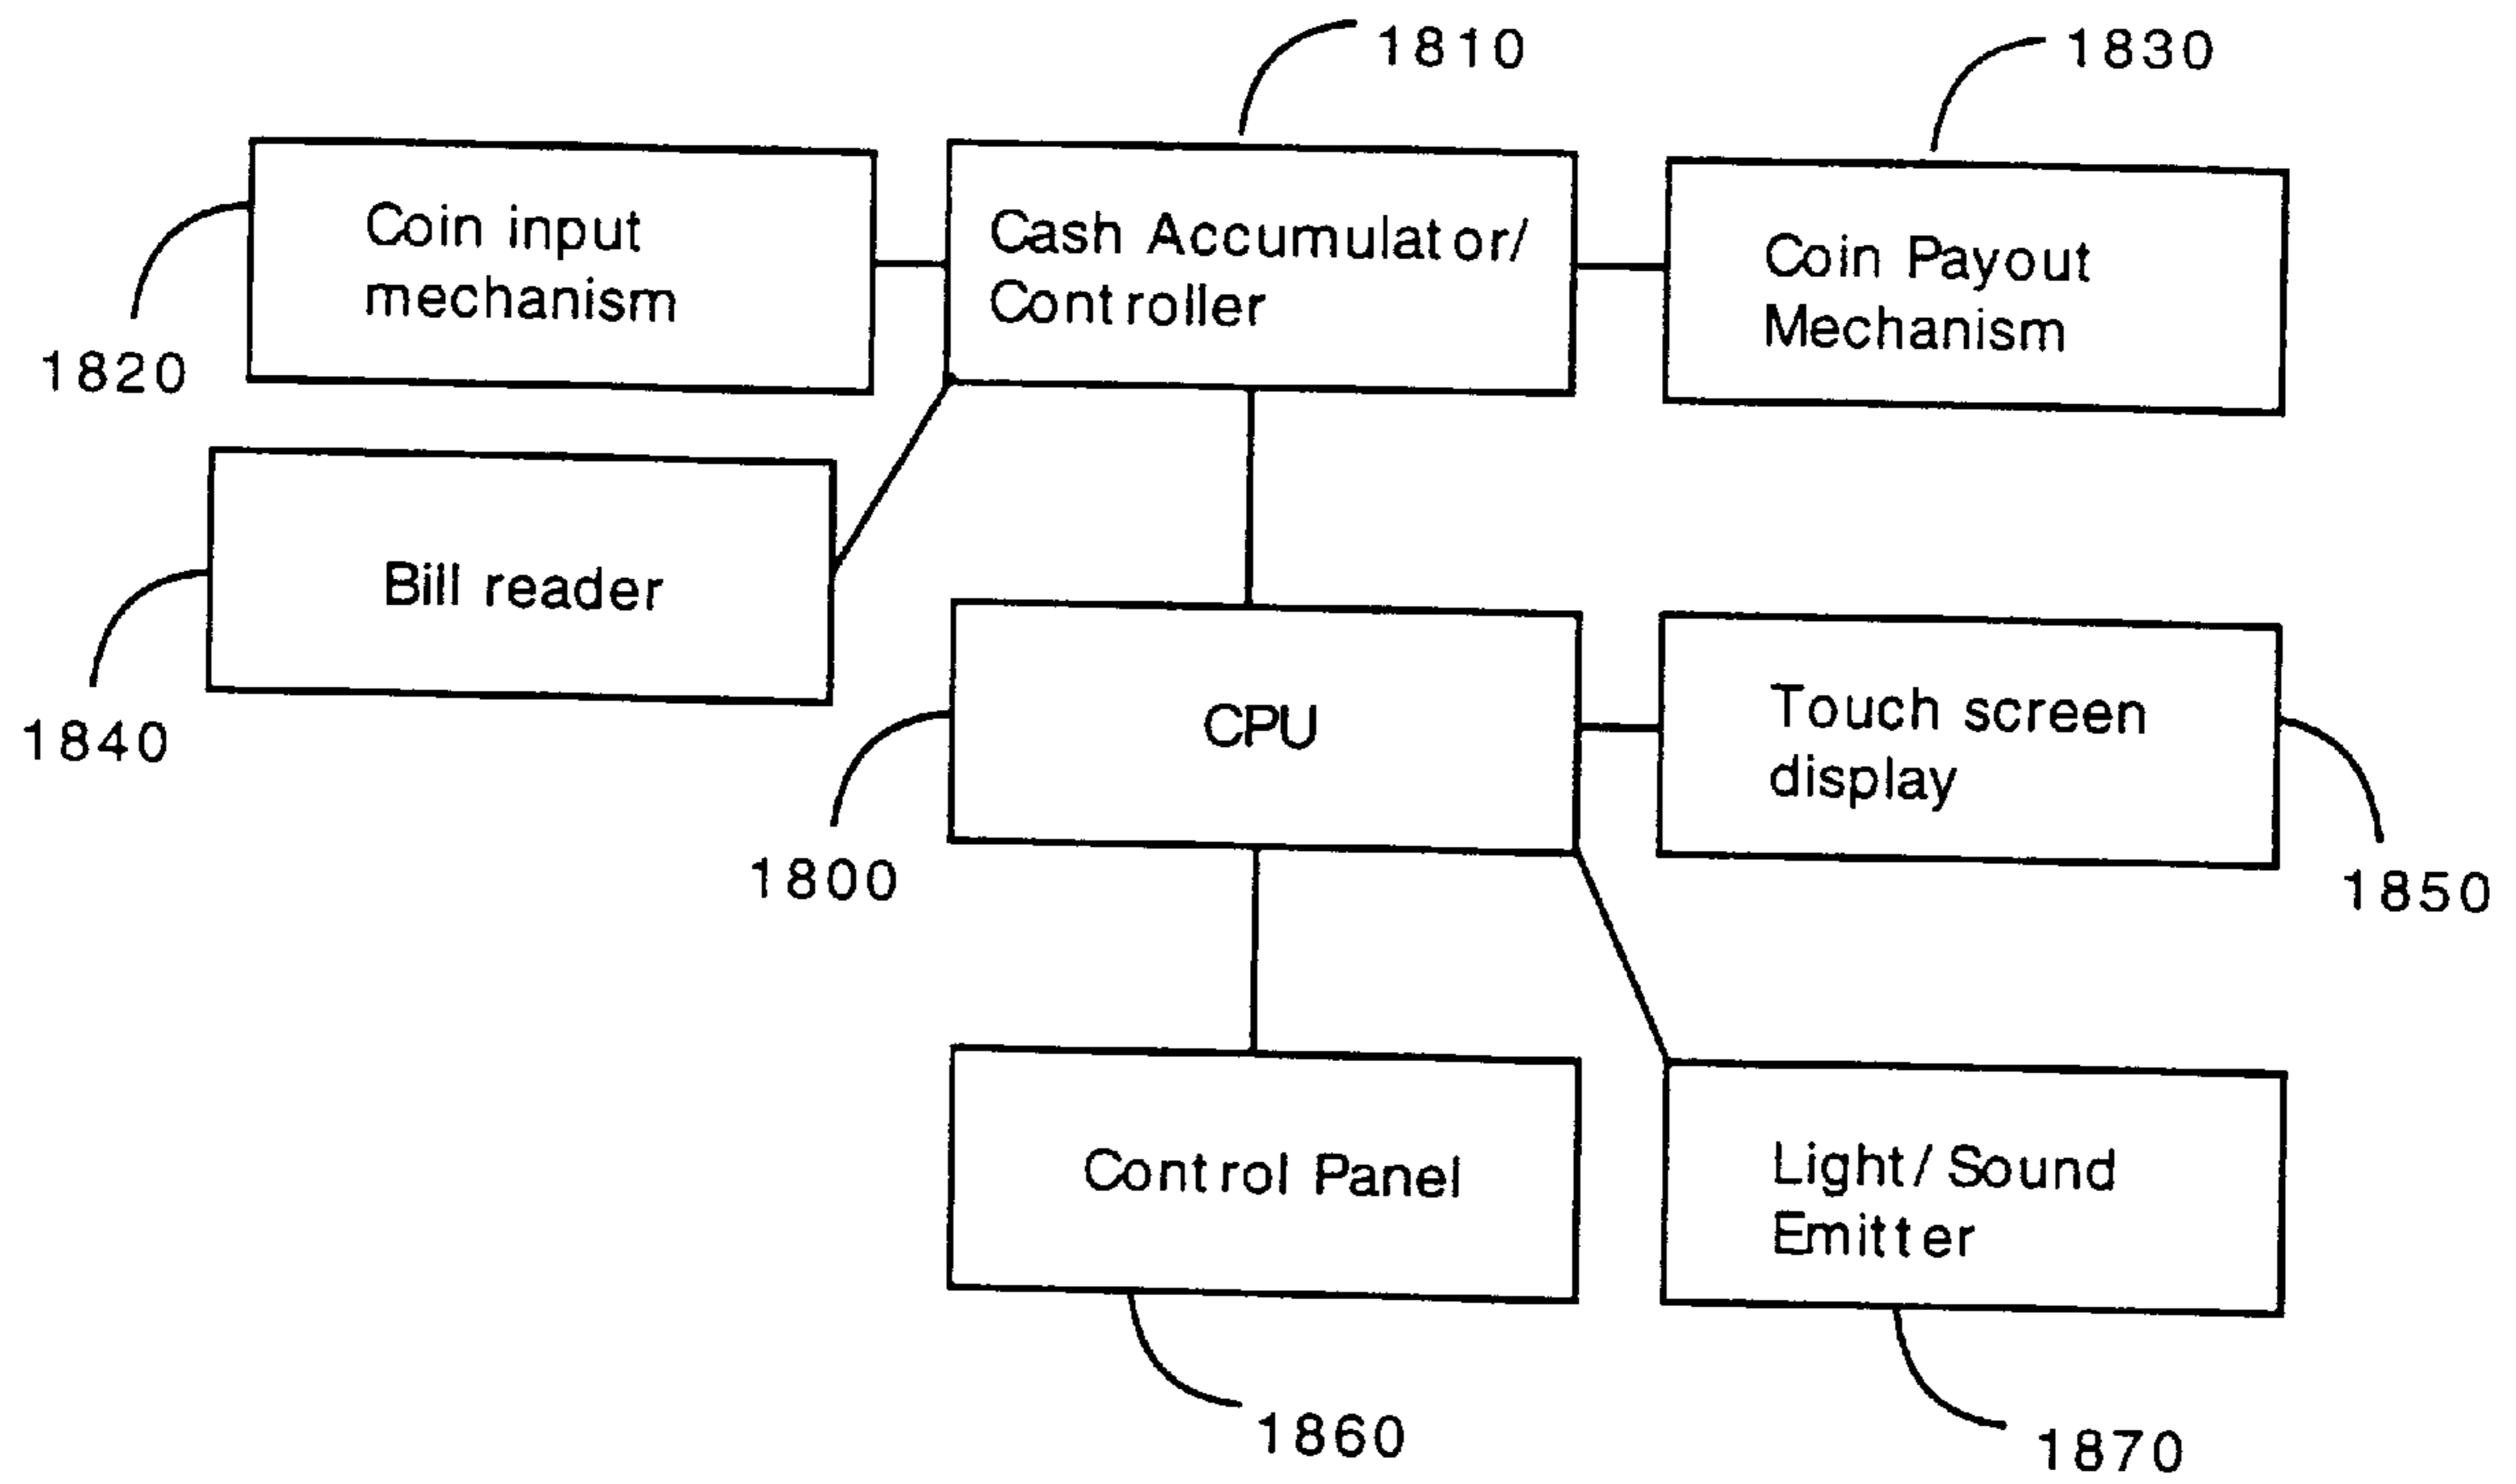 1810
1830
Coin input
mechanism
1820
Cash Accumulator/
Controller
Coin Payout
Mechanism
Bill reader
1840
CPU
1800
Touch screen
display
1850
Control Panel
1860
Light/Sound
Emitter
1870